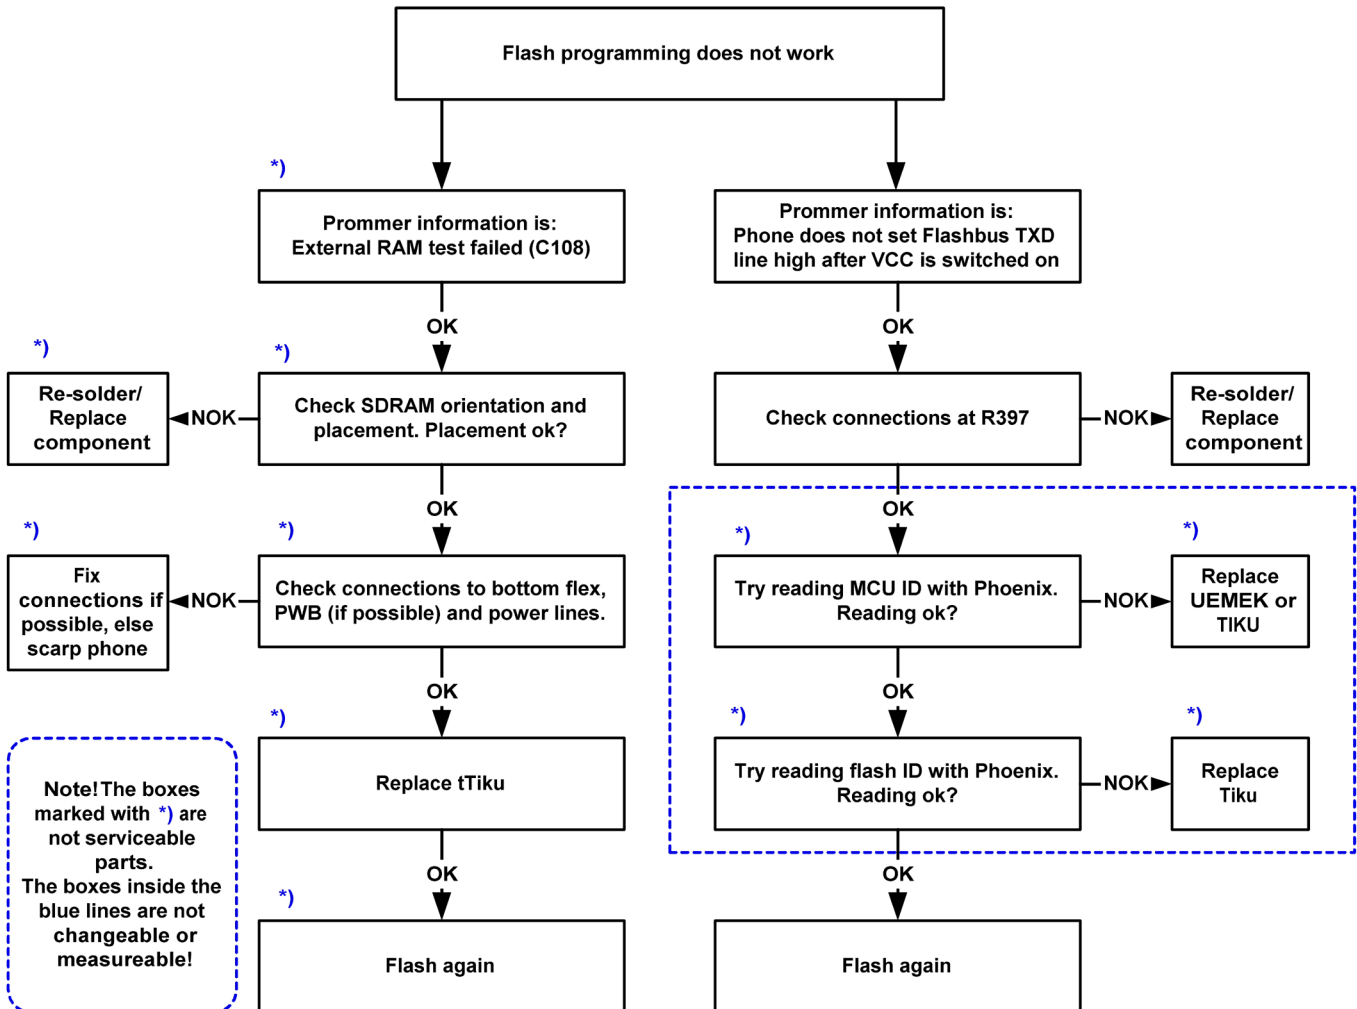 Flash programming does not work
*)
Prommer information is:
External RAM test failed (C108)
Prommer information is:
Phone does not set Flashbus TXD
line high after VCC is switched on
OK
OK
*)
Re-solder/
Replace
component
NOK
*)
Check SDRAM orientation and
placement. Placement ok?
Check connections at R397
NOK
Re-solder/
Replace
component
OK
OK
*)
Fix
connections if
possible, else
scarp phone
NOK
*)
Check connections to bottom flex,
PWB (if possible) and power lines.
*)
Try reading MCU ID with Phoenix.
Reading ok?
NOK
*)
Replace
UEMEK or
TIKU
OK
OK
*)
Replace tTiku
*)
Try reading flash ID with Phoenix.
Reading ok?
NOK
*)
Replace
Tiku
Note! The boxes
marked with *) are
not serviceable
parts.
The boxes inside the
blue lines are not
changeable or
measureable!
OK
OK
*)
Flash again
Flash again